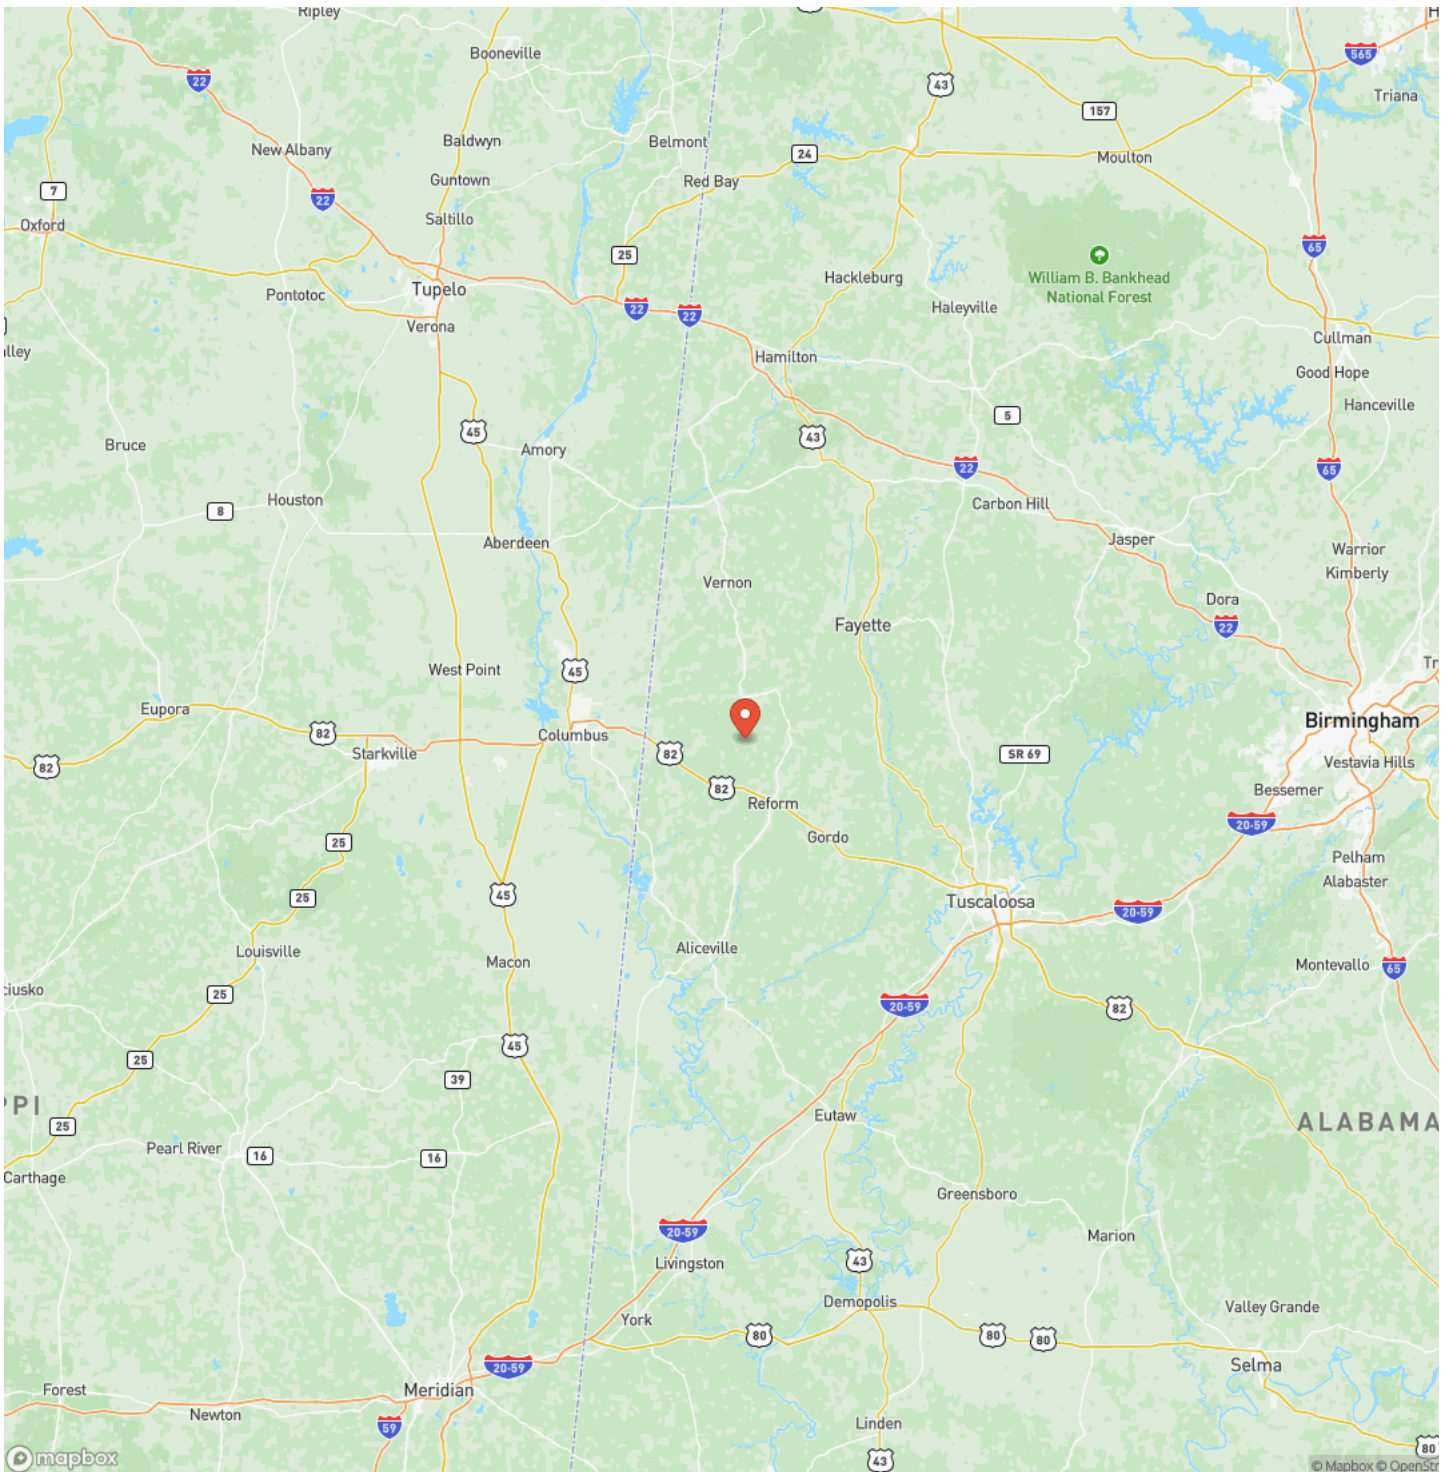 Ripley
Booneville
22
43
565
H
Triana
157
New Albany
Baldwyn
Belmont
24
Moulton
Guntown
Red Bay
7
22
Oxford
Saltillo
65
25
William B. Bankhead
National Forest
Hackleburg
Tupelo
Pontotoc
Haleyville
22
22
Verona
Cullman
alley
Hamilton
Good Hope
Hanceville
5
45
43
Bruce
Amory
22
65
Houston
Carbon Hill
8
Aberdeen
Jasper
Warrior
Kimberly
Vernon
Dora
Fayette
22
West Point
45
Tr
Eupora
Birmingham
82
Columbus
Starkville
82
SR 69
82
Vestavia Hills
82
Bessemer
Reform
20-59
Gordo
25
Pelham
Alabaster
45
25
Tuscaloosa
20-59
Louisville
Aliceville
Macon
Montevallo
65
ciusko
25
20-59
82
45
25
39
PPI
Eutaw
ALABAMA
25
Pearl River
16
16
Carthage
Greensboro
20-59
Marion
Livingston
43
Demopolis
Valley Grande
York
80
80
80
20-59
Selma
Forest
Meridian
Newton
59
Linden
80
43
mapbox
© Mapbox © OpenStr